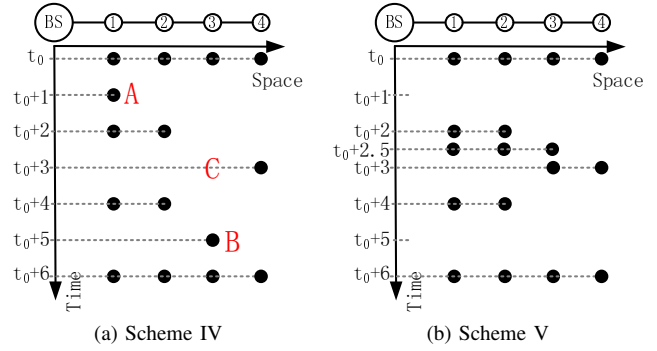 BS 1 2 3 4
Space
t0
t0+1 A
t0+2
t0+3 C
t0+4
t0+5 B
t0+6
Time
(a) Scheme IV
BS 1 2 3 4
Space
t0
t0+1
t0+2
t0+2.5
t0+3
t0+4
t0+5
t0+6
Time
(b) Scheme V